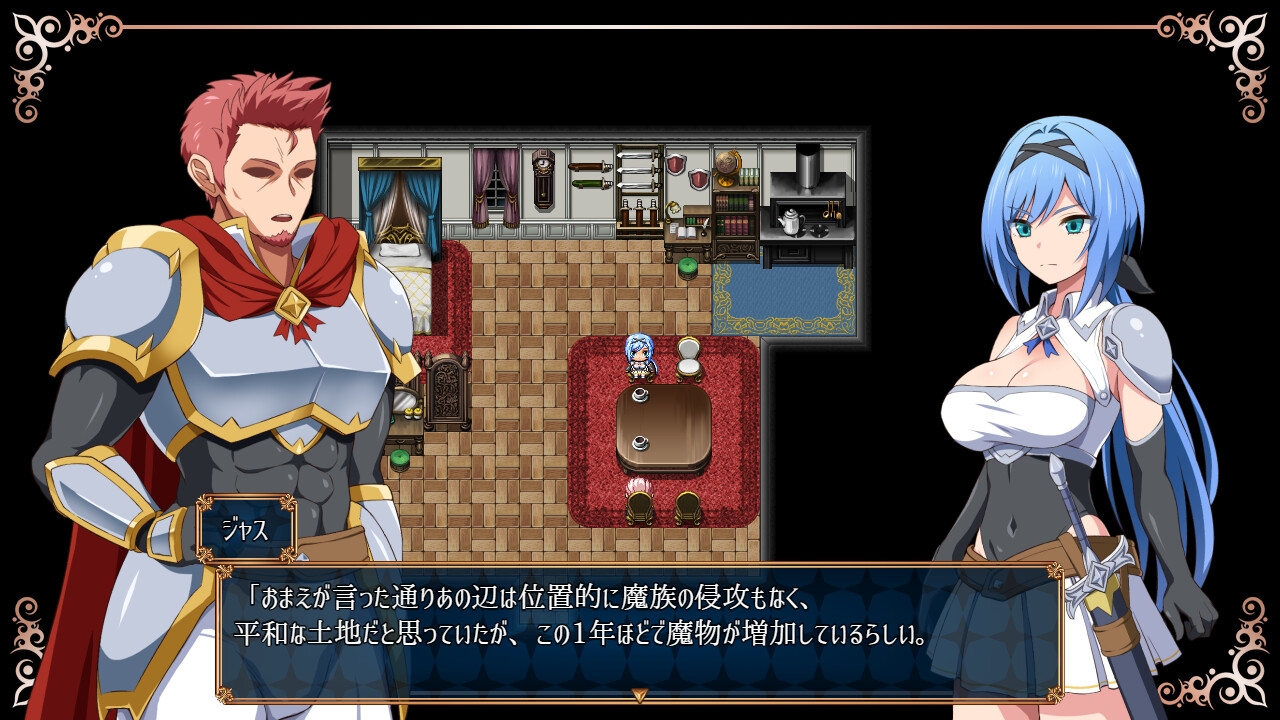 ジャス
「おまえが言った通りあの辺は位置的に魔族の侵攻もなく、
平和な土地だと思っていたが、この1年ほどで魔物が増加しているらしい。